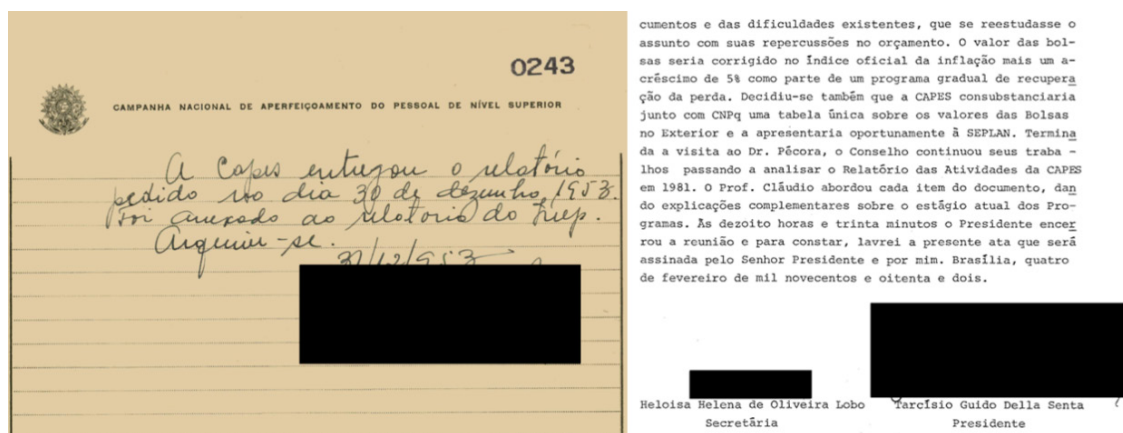 0243
CAMPANHA NACIONAL DE APERFEIÇOAMENTO DO PESSOAL DE NÍVEL SUPERIOR
A Capes entregou o relatório
pedido no dia 30 de dezembro, 1953.
Foi anexado ao relatorio do Inep.
Arquive-se.
31/12/953
cumentos e das dificuldades existentes, que se reestudasse o
assunto com suas repercussões no orçamento. O valor das bol-
sas seria corrigido no Índice oficial da inflação mais um a-
créscimo de 5% como parte de um programa gradual de recupera
ção da perda. Decidiu-se também que a CAPES consubstanciaria
junto com CNPq uma tabela única sobre os valores das Bolsas
no Exterior e a apresentaria oportunamente à SEPLAN. Termina
da a visita ao Dr. Pécora, o Conselho continuou seus traba -
lhos passando a analisar o Relatório das Atividades da CAPES
em 1981. O Prof. Cláudio abordou cada item do documento, dan
do explicações complementares sobre o estágio atual dos Pro-
gramas. Às dezoito horas e trinta minutos o Presidente encer
rou a reunião e para constar, lavrei a presente ata que será
assinada pelo Senhor Presidente e por mim. Brasília, quatro
de fevereiro de mil novecentos e oitenta e dois.
Heloisa Helena de Oliveira Lobo Tarcísio Guido Della Senta
Secretária Presidente